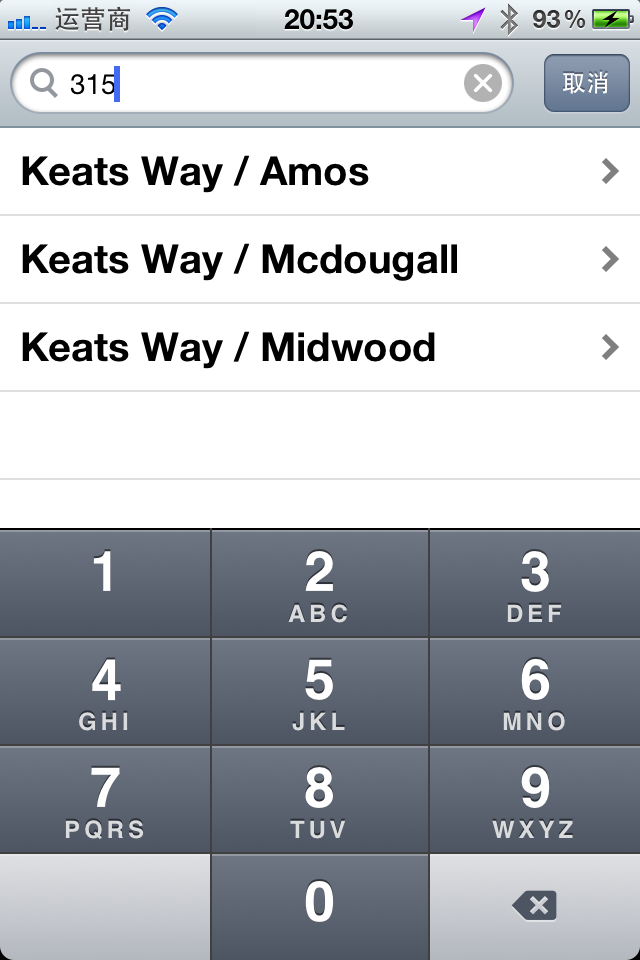 运营商 20:53 93%
315 取消
Keats Way / Amos
Keats Way / Mcdougall
Keats Way / Midwood
1 2 3
ABC DEF
4 5 6
GHI JKL MNO
7 8 9
PQRS TUV WXYZ
0